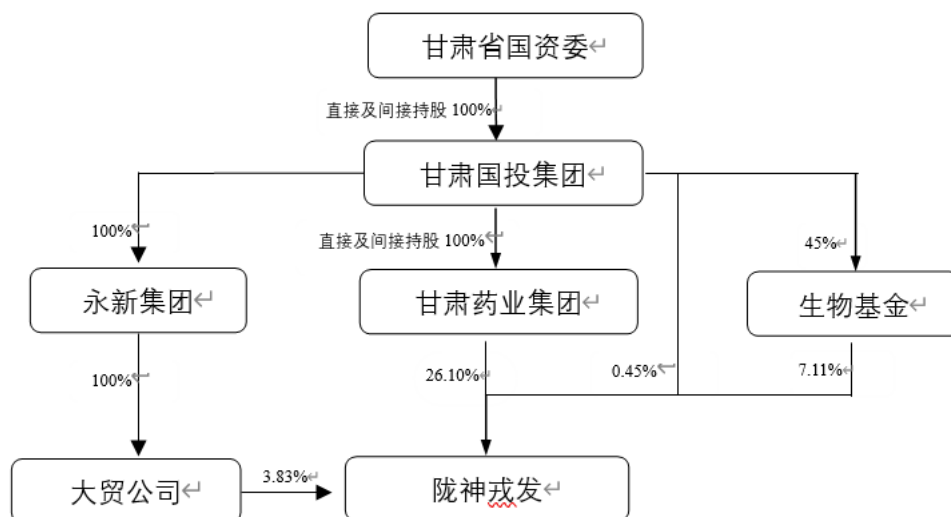 甘肃省国资委
直接及间接持股 100%
甘肃国投集团
100%
直接及间接持股 100%
45%
永新集团
甘肃药业集团
生物基金
100%
26.10%
0.45%
7.11%
大贸公司
3.83%
陇神戎发